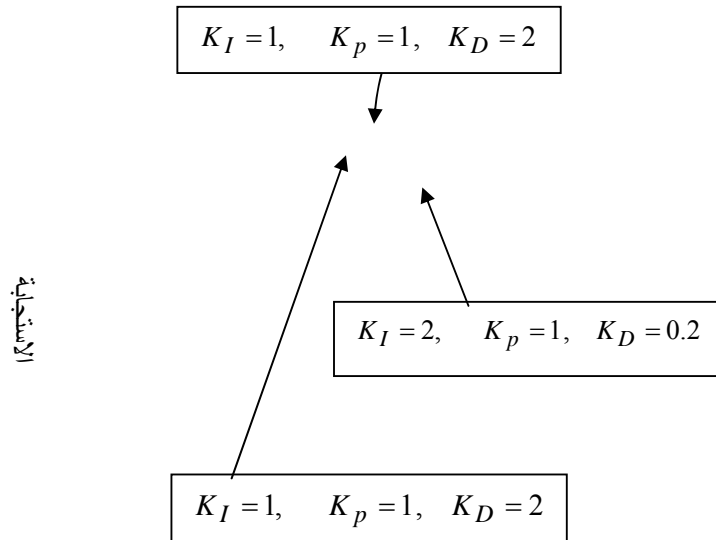 K_I = 1, K_p = 1, K_D = 2
الاستجابة
K_I = 2, K_p = 1, K_D = 0.2
K_I = 1, K_p = 1, K_D = 2